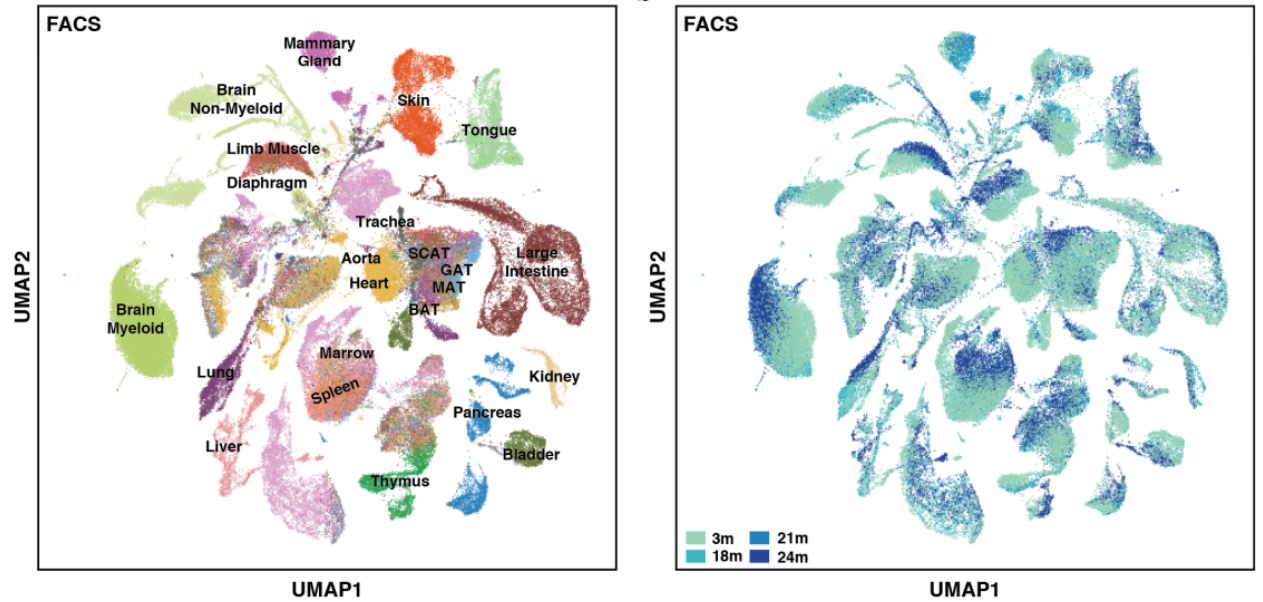 FACS
Mammary
Gland
Brain
Non-Myeloid
Skin
Tongue
Limb Muscle
Diaphragm
Trachea
SCAT
Large
Intestine
Aorta
GAT
Heart
MAT
BAT
Brain
Myeloid
Marrow
Lung
Spleen
Kidney
Pancreas
Liver
Bladder
Thymus
UMAP2
UMAP1
FACS
3m
21m
18m
24m
UMAP2
UMAP1